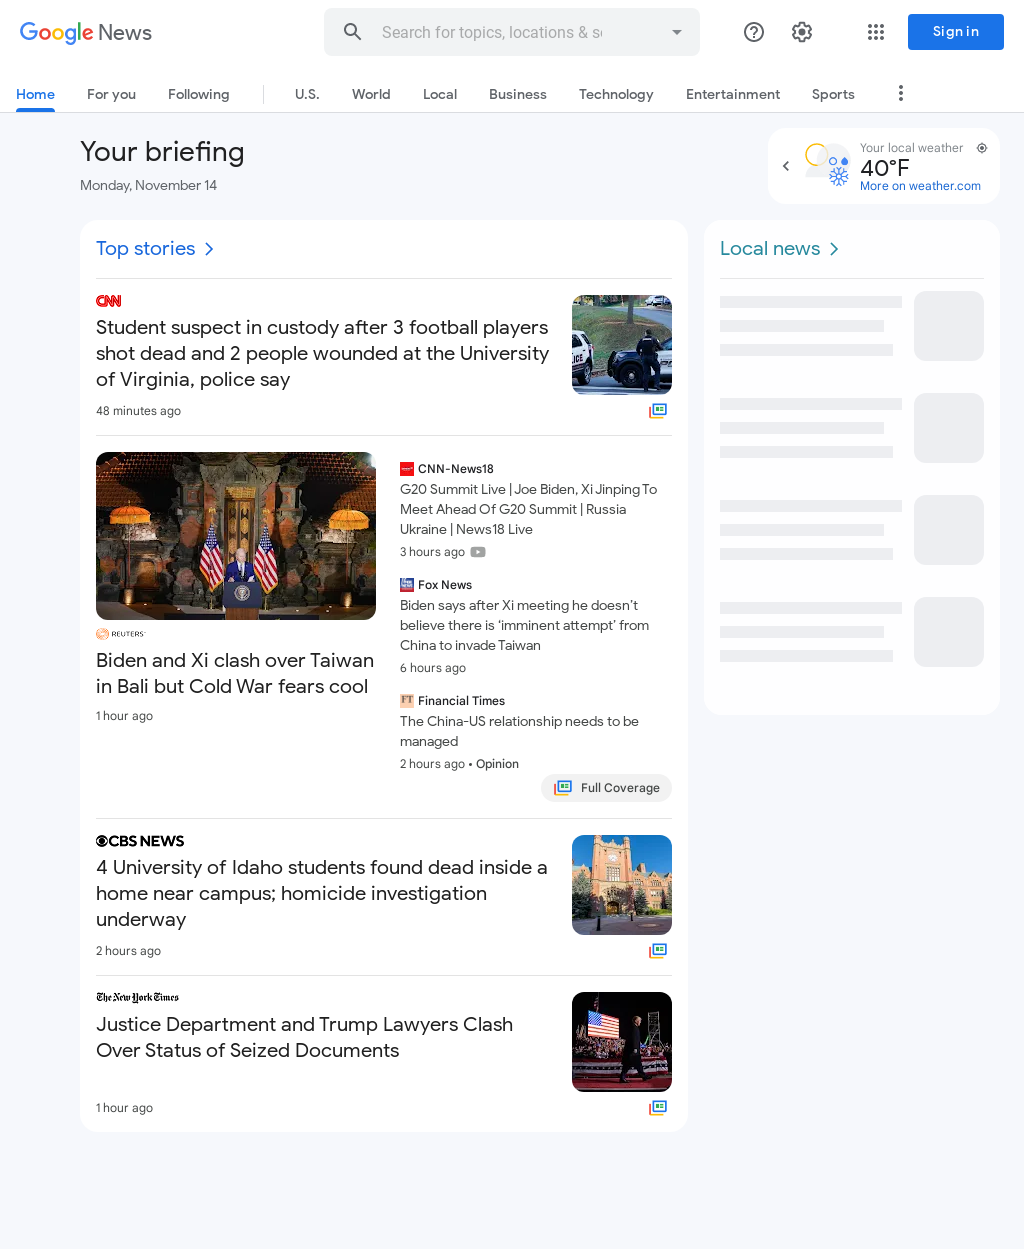 Google News
Search for topics, locations & so
Sign in
Home
For you
Following
U.S.
World
Local
Business
Technology
Entertainment
Sports
Your briefing
Monday, November 14
Your local weather
40°F
More on weather.com
Top stories
CNN
Student suspect in custody after 3 football players
shot dead and 2 people wounded at the University
of Virginia, police say
48 minutes ago
REUTERS
Biden and Xi clash over Taiwan
in Bali but Cold War fears cool
1 hour ago
CNN-News18
G20 Summit Live | Joe Biden, Xi Jinping To
Meet Ahead Of G20 Summit | Russia
Ukraine | News18 Live
3 hours ago
Fox News
Biden says after Xi meeting he doesn’t
believe there is ‘imminent attempt’ from
China to invade Taiwan
6 hours ago
FT
Financial Times
The China-US relationship needs to be
managed
2 hours ago • Opinion
Full Coverage
CBS NEWS
4 University of Idaho students found dead inside a
home near campus; homicide investigation
underway
2 hours ago
The New York Times
Justice Department and Trump Lawyers Clash
Over Status of Seized Documents
1 hour ago
Local news